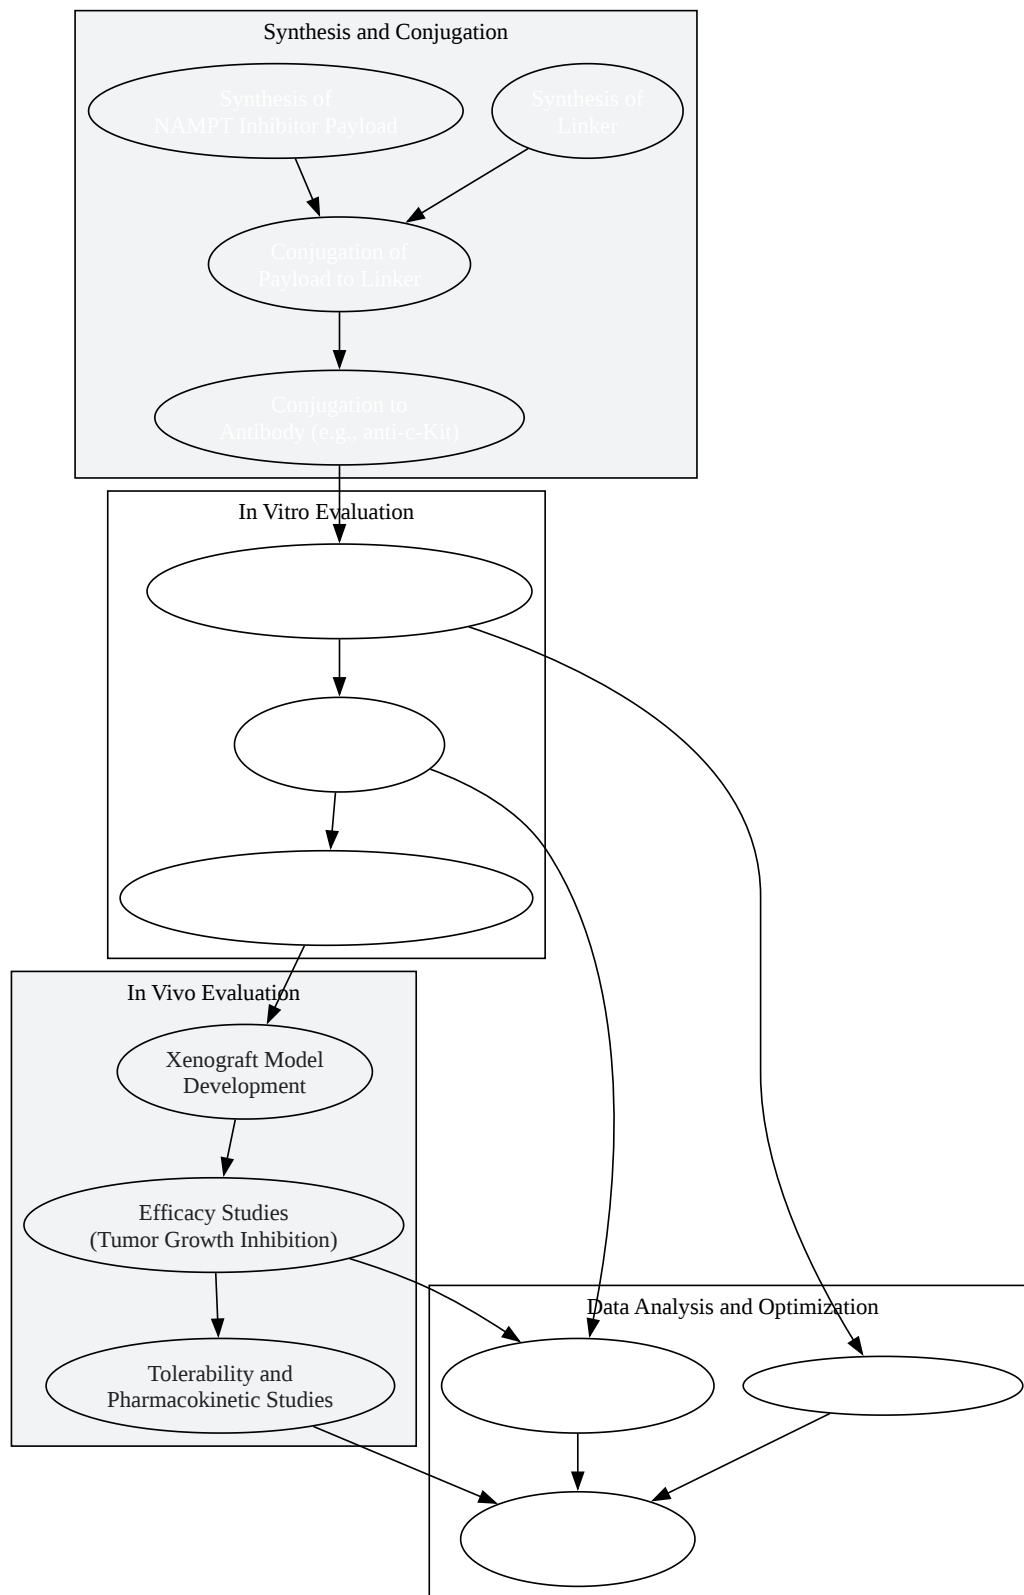 Synthesis and Conjugation
Synthesis of
NAMPT Inhibitor Payload
Synthesis of
Linker
Conjugation of
Payload to Linker
Conjugation to
Antibody (e.g., anti-c-Kit)
In Vitro Evaluation
In Vivo Evaluation
Xenograft Model
Development
Efficacy Studies
(Tumor Growth Inhibition)
Data Analysis and Optimization
Tolerability and
Pharmacokinetic Studies